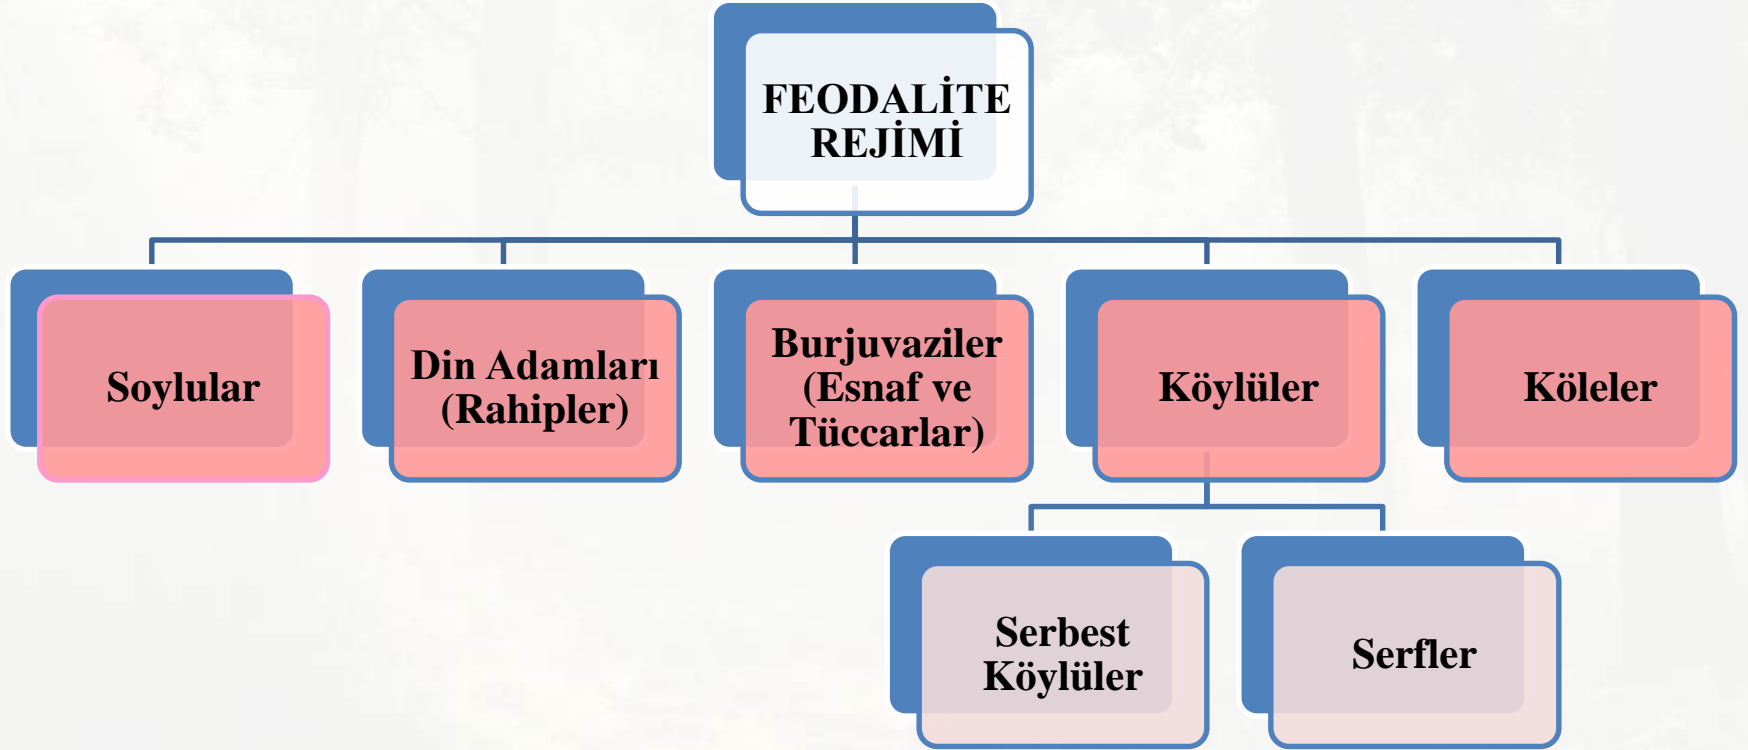 FEODALİTE
REJİMİ
Soylular
Din Adamları
(Rahipler)
Burjuvaziler
(Esnaf ve
Tüccarlar)
Köylüler
Köleler
Serbest
Köylüler
Serfler